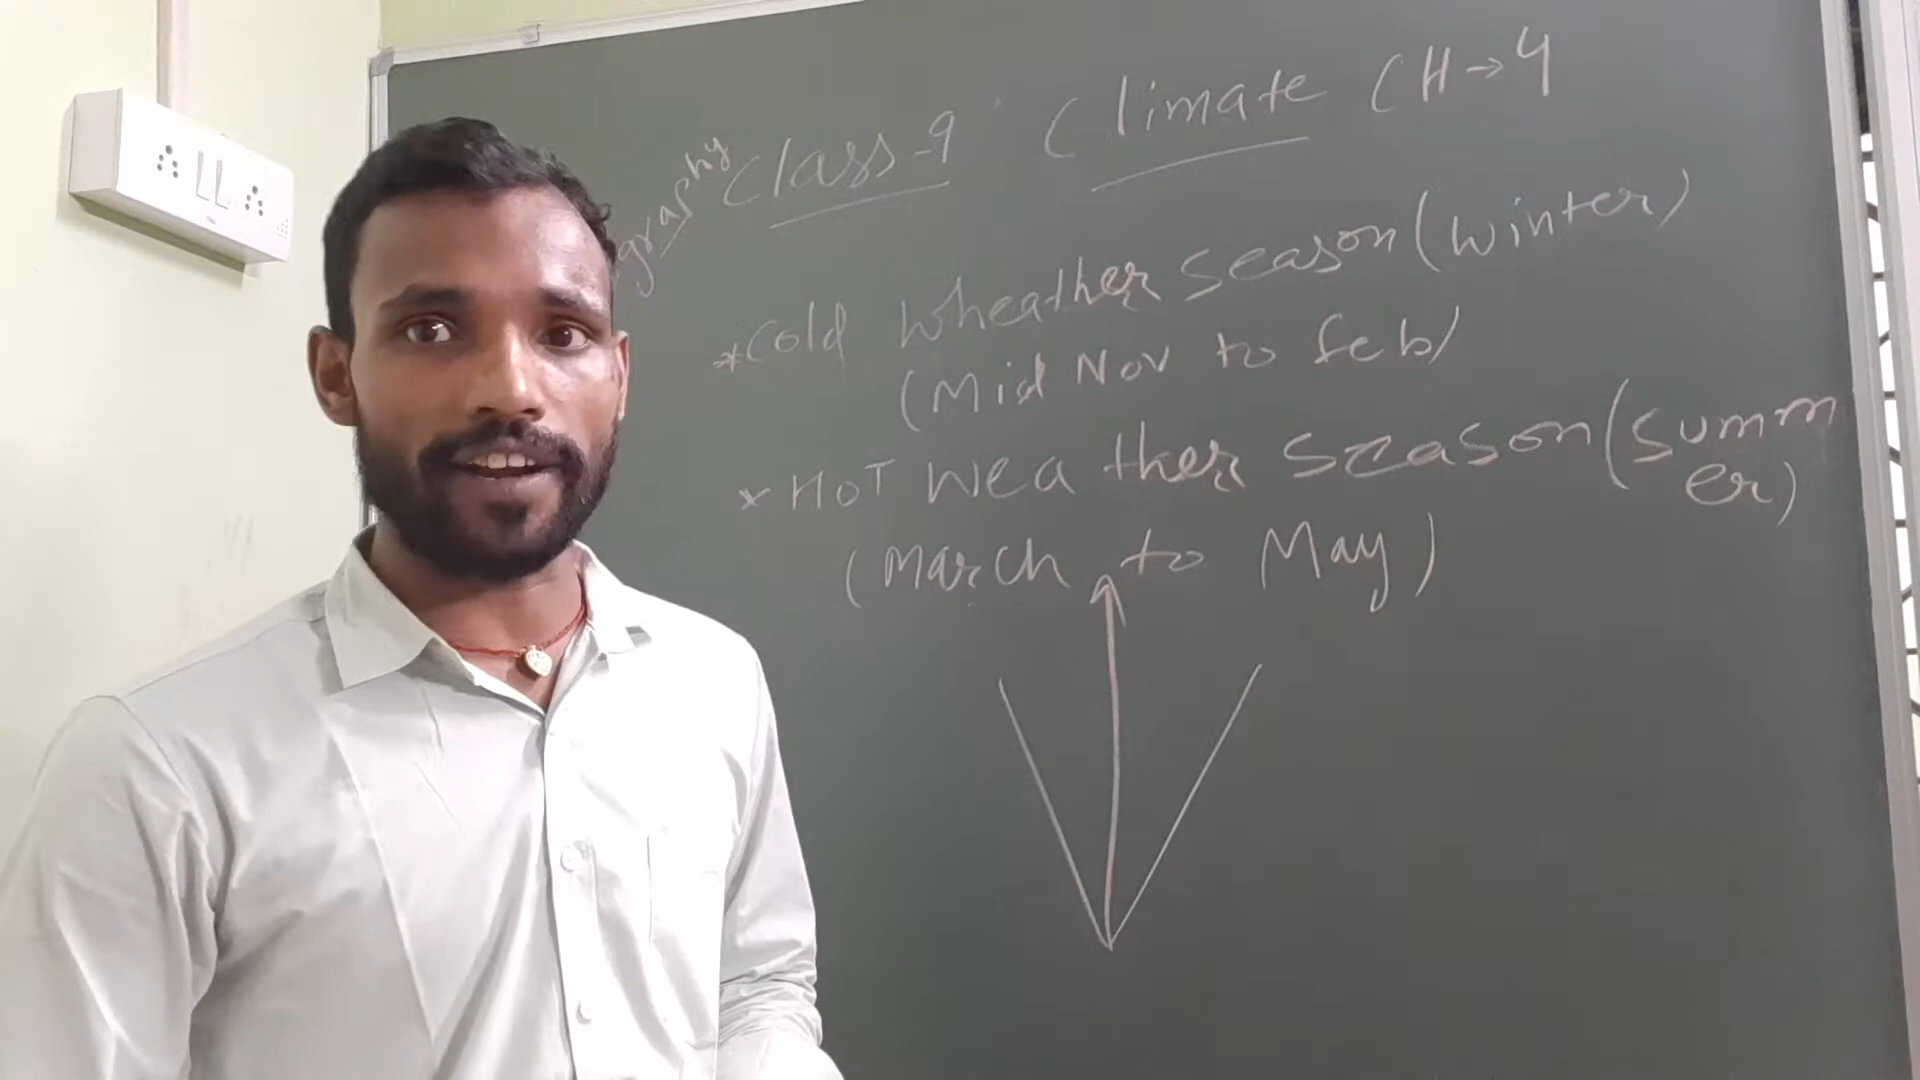 graphy Class-9 Climate CH→4
*Cold Wheather Season (Winter)
(Mid Nov to Feb)
*HOT Weather Season (Summ
er)
(March to May)